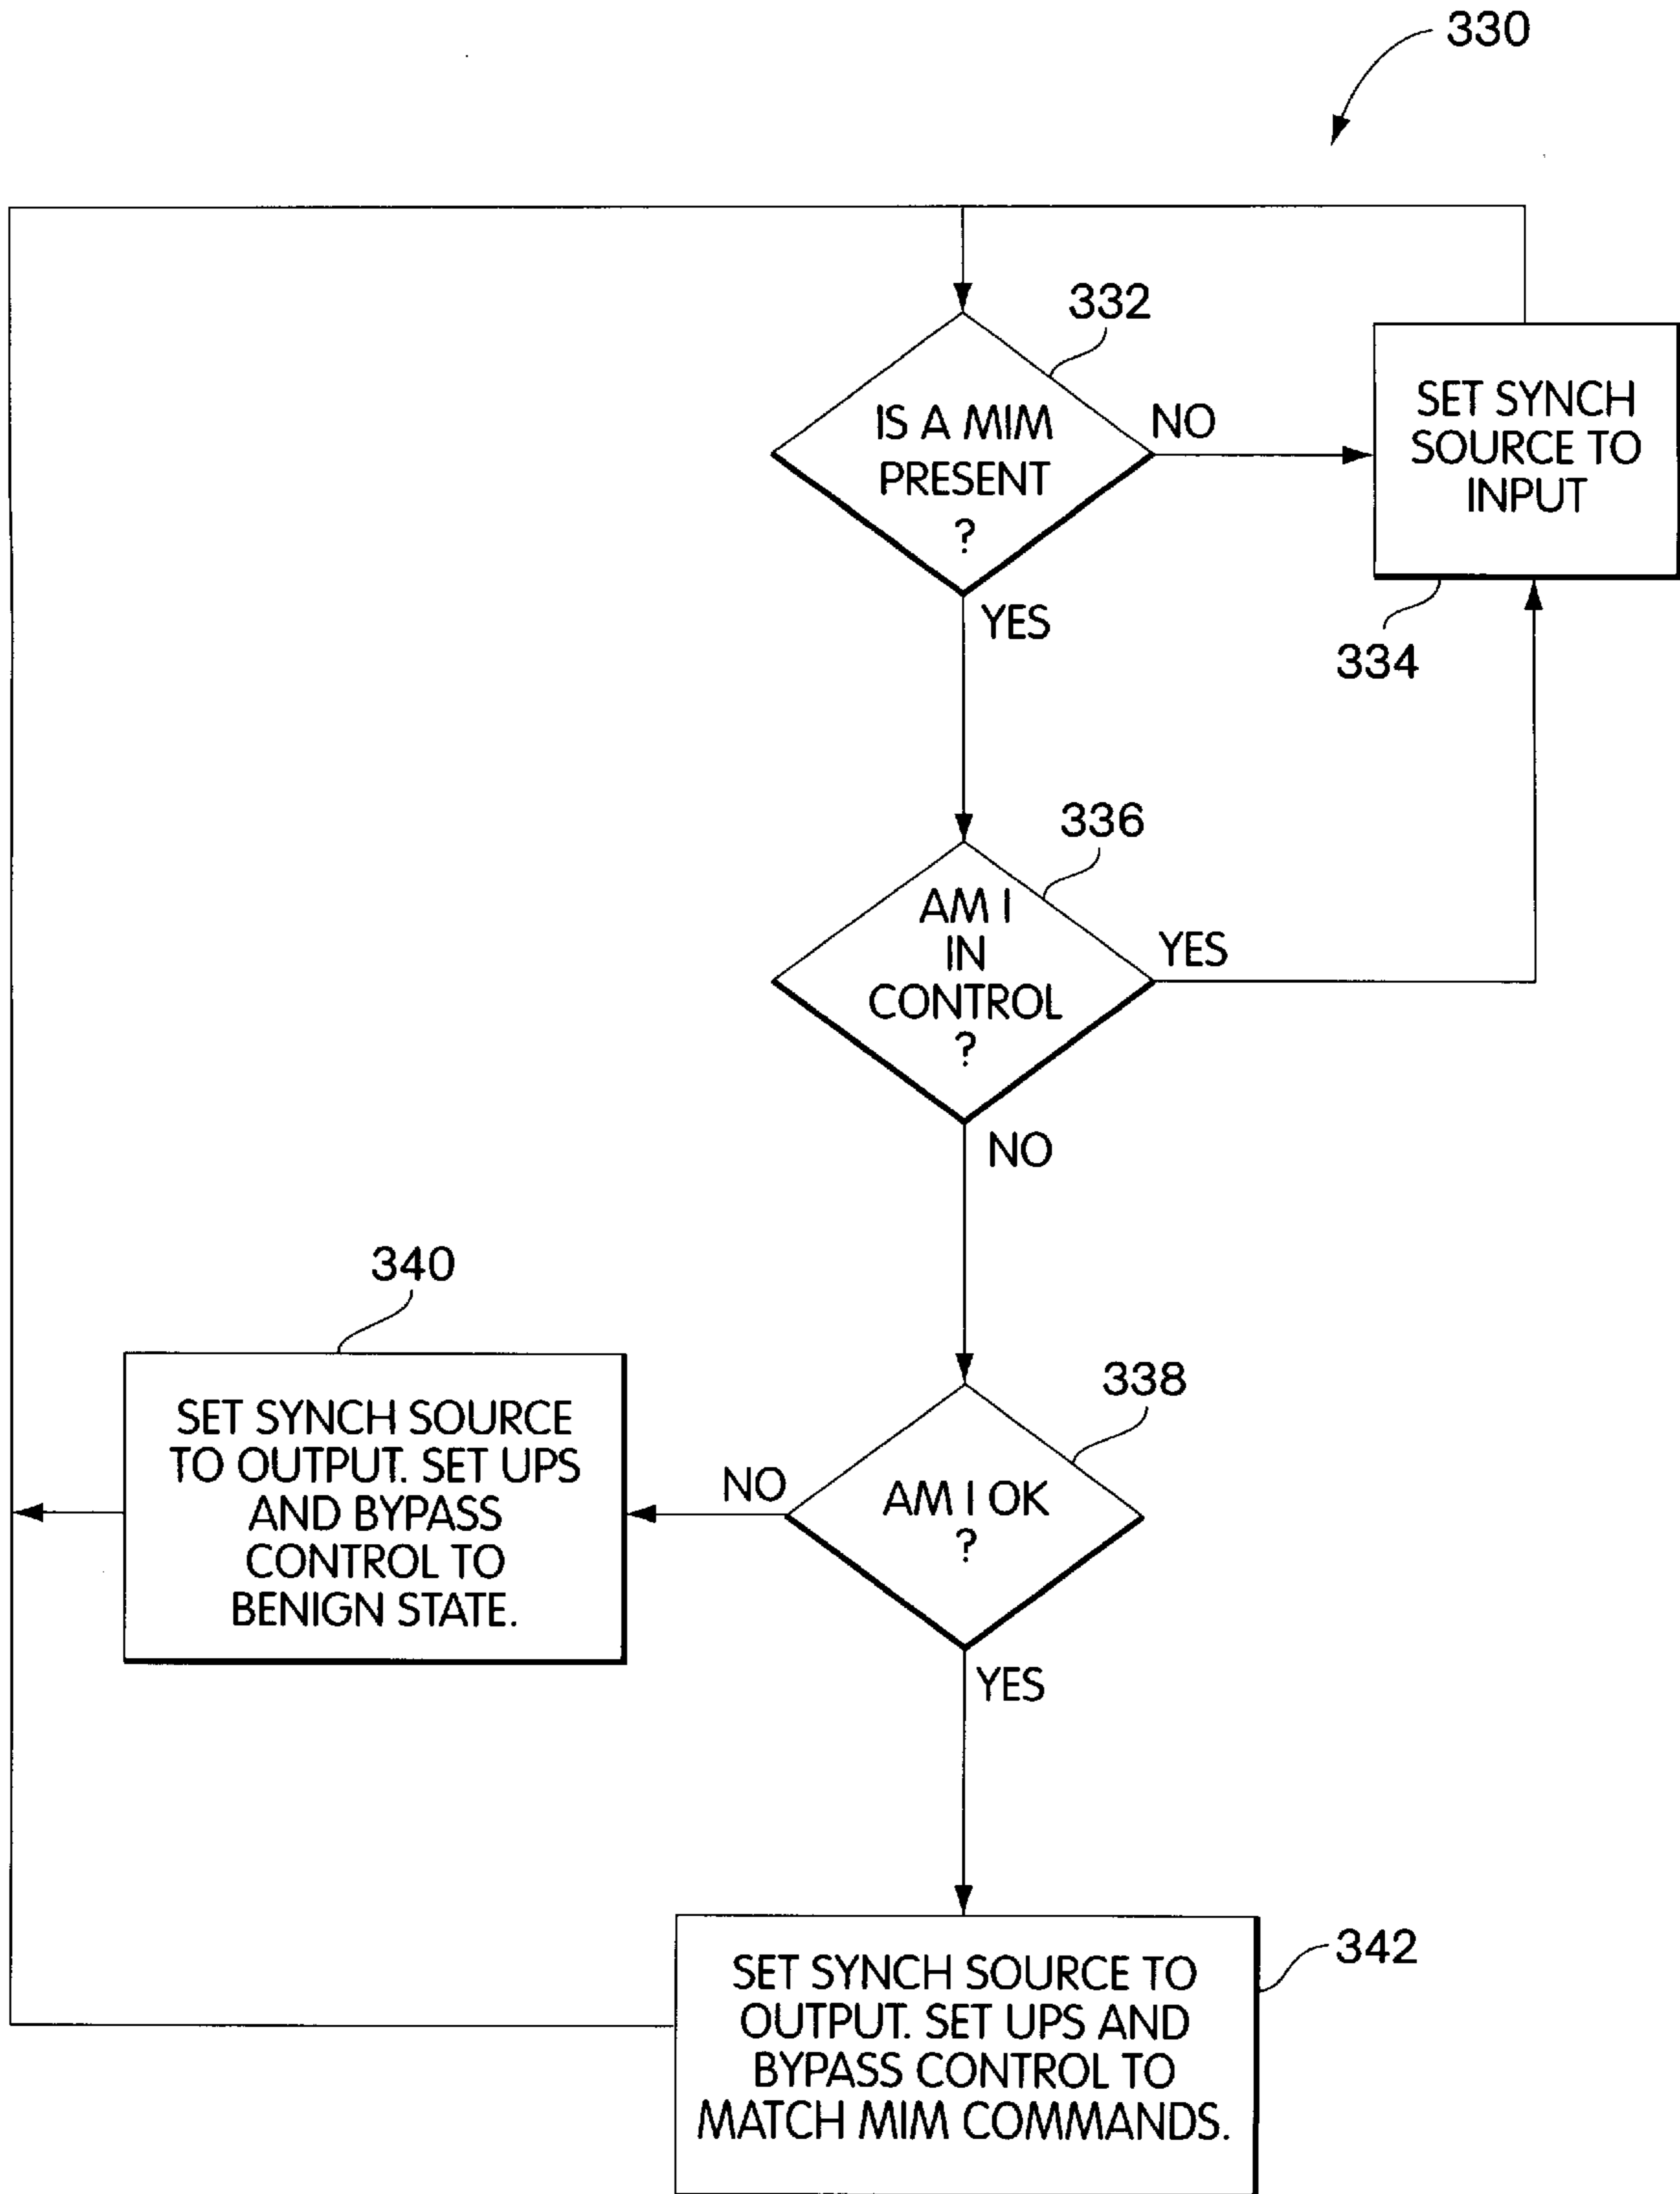 330
332
IS A MIM
PRESENT
?
NO
SET SYNCH
SOURCE TO
INPUT
334
YES
336
AM I
IN
CONTROL
?
YES
NO
340
SET SYNCH SOURCE
TO OUTPUT. SET UPS
AND BYPASS
CONTROL TO
BENIGN STATE.
338
AM I OK
?
NO
YES
342
SET SYNCH SOURCE TO
OUTPUT. SET UPS AND
BYPASS CONTROL TO
MATCH MIM COMMANDS.